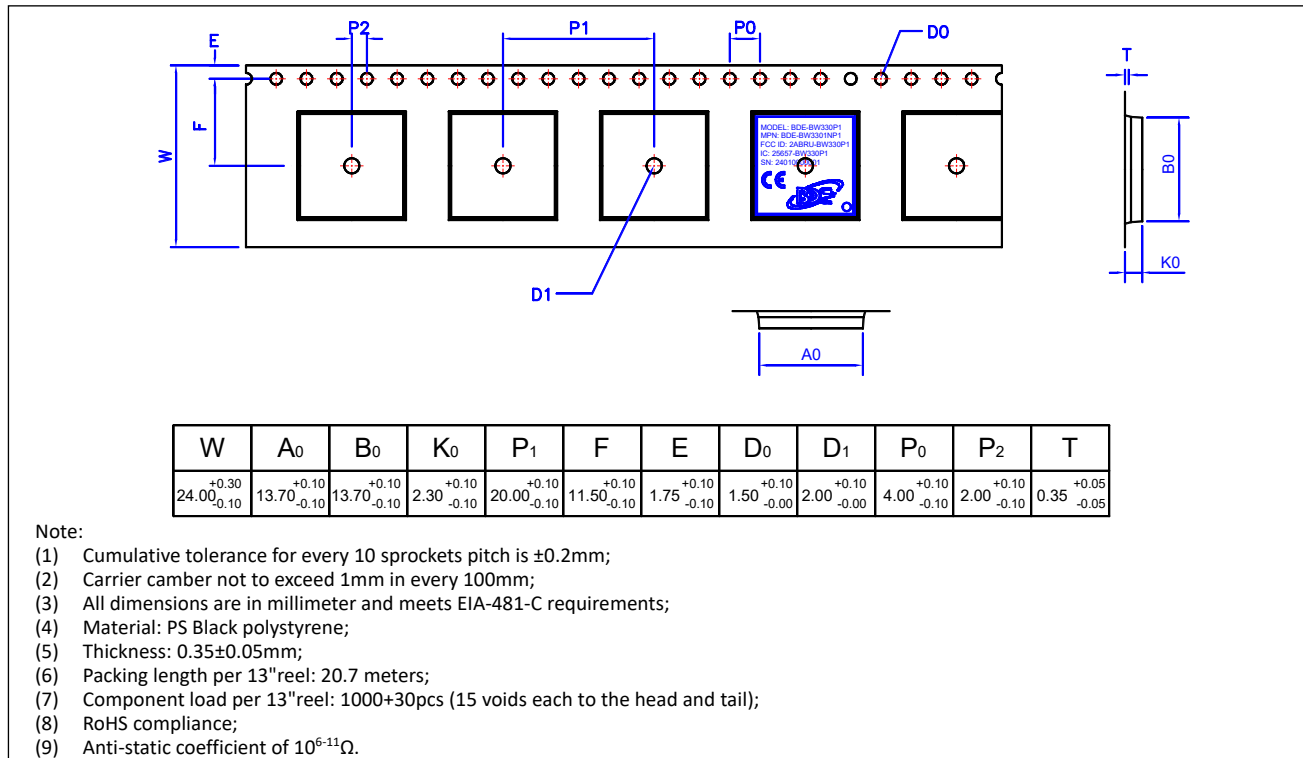 P2 P1 P0 D0
E T
F
W
MODEL: BDE-BW330P1
MPN: BDE-BW3301NP1
FCC ID: 2ABRU-BW330P1
IC: 25657-BW330P1
SN:
CE
BDE
B0
K0
D1
A0
W A0 B0 K0 P1 F E D0 D1 P0 P2 T
24.00 +0.30 -0.10 13.70 +0.10 -0.10 13.70 +0.10 -0.10 2.30 +0.10 -0.10 20.00 +0.10 -0.10 11.50 +0.10 -0.10 1.75 +0.10 -0.10 1.50 +0.10 -0.00 2.00 +0.10 -0.00 4.00 +0.10 -0.10 2.00 +0.10 -0.10 0.35 +0.05 -0.05
Note:
(1) Cumulative tolerance for every 10 sprockets pitch is ±0.2mm;
(2) Carrier camber not to exceed 1mm in every 100mm;
(3) All dimensions are in millimeter and meets EIA-481-C requirements;
(4) Material: PS Black polystyrene;
(5) Thickness: 0.35±0.05mm;
(6) Packing length per 13"reel: 20.7 meters;
(7) Component load per 13"reel: 1000+30pcs (15 voids each to the head and tail);
(8) RoHS compliance;
(9) Anti-static coefficient of 10⁶⁻¹¹Ω.